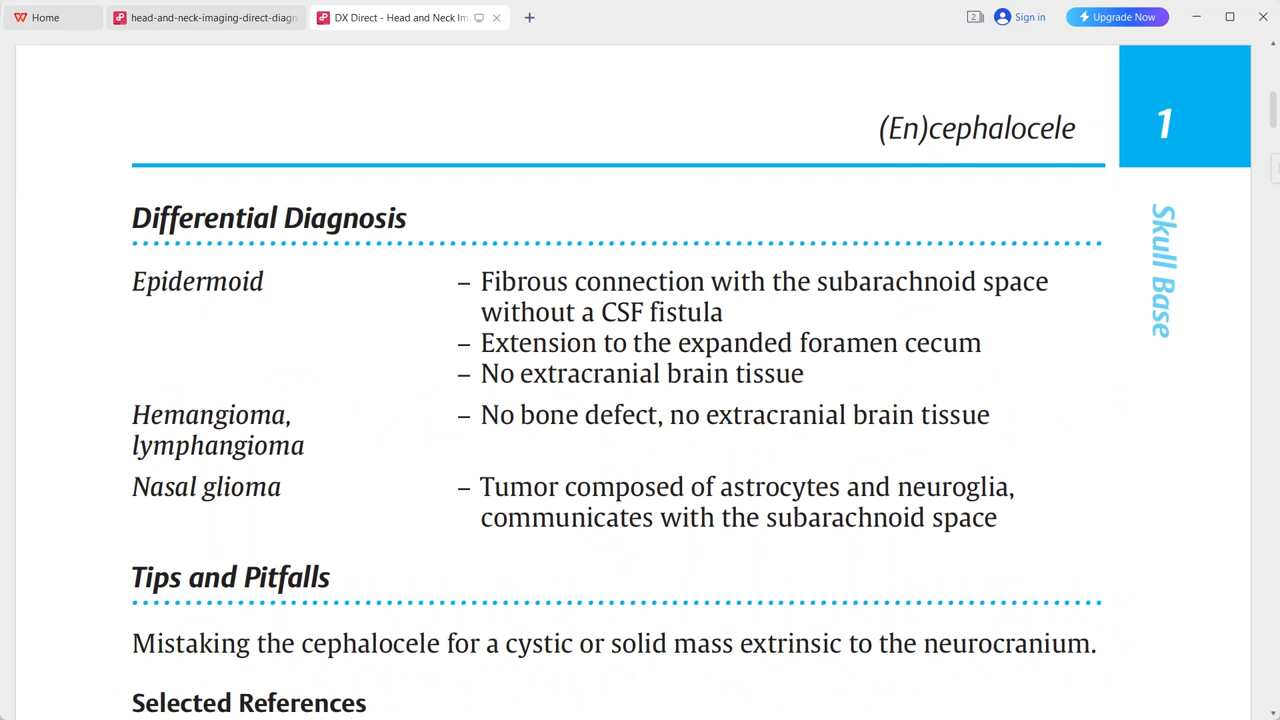 Home
head-and-neck-imaging-direct-diagn
DX Direct - Head and Neck Im
2
Sign in
Upgrade Now
(En)cephalocele
1
Skull Base
Differential Diagnosis
Epidermoid
– Fibrous connection with the subarachnoid space
without a CSF fistula
– Extension to the expanded foramen cecum
– No extracranial brain tissue
Hemangioma,
lymphangioma
– No bone defect, no extracranial brain tissue
Nasal glioma
– Tumor composed of astrocytes and neuroglia,
communicates with the subarachnoid space
Tips and Pitfalls
Mistaking the cephalocele for a cystic or solid mass extrinsic to the neurocranium.
Selected References